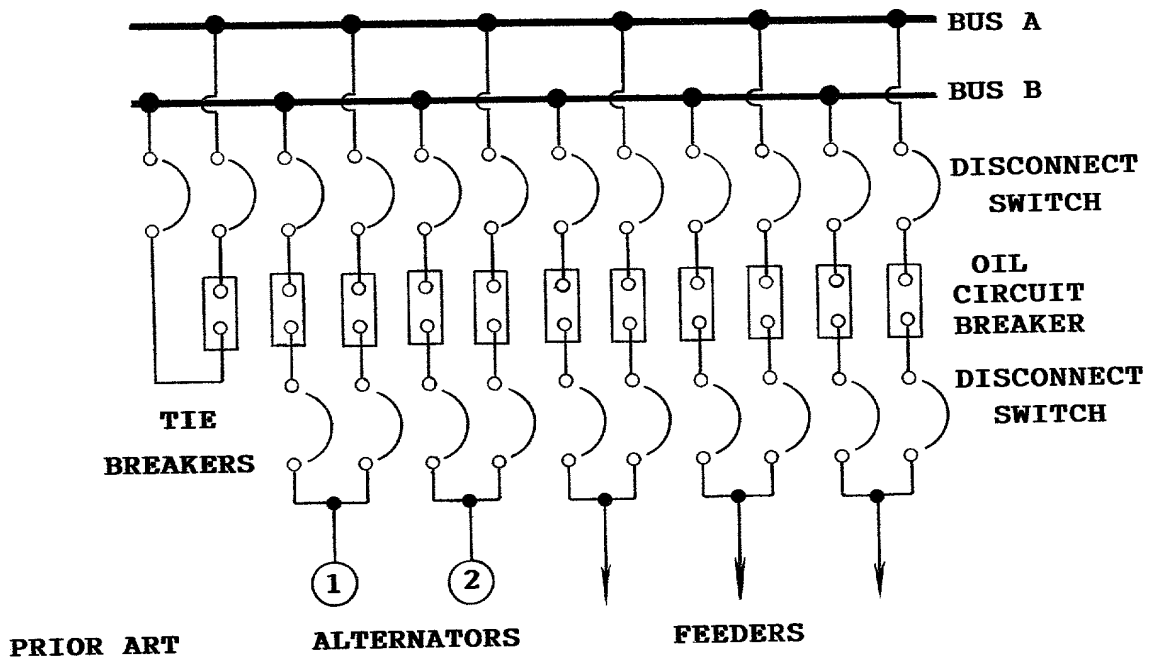 BUS A
BUS B
DISCONNECT
SWITCH
OIL
CIRCUIT
BREAKER
DISCONNECT
SWITCH
TIE
BREAKERS
1
2
PRIOR ART
ALTERNATORS
FEEDERS